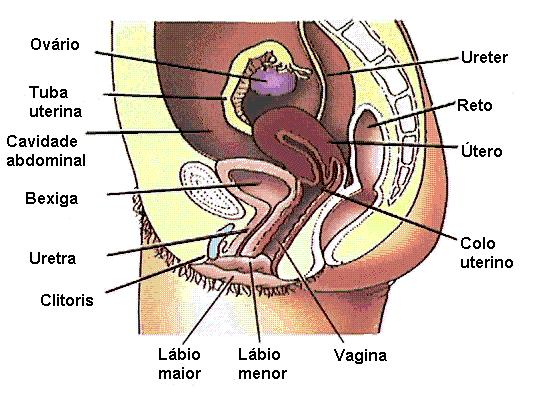 Ovário
Tuba
uterina
Cavidade
abdominal
Bexiga
Uretra
Clitoris
Lábio
maior
Lábio
menor
Vagina
Ureter
Reto
Útero
Colo
uterino